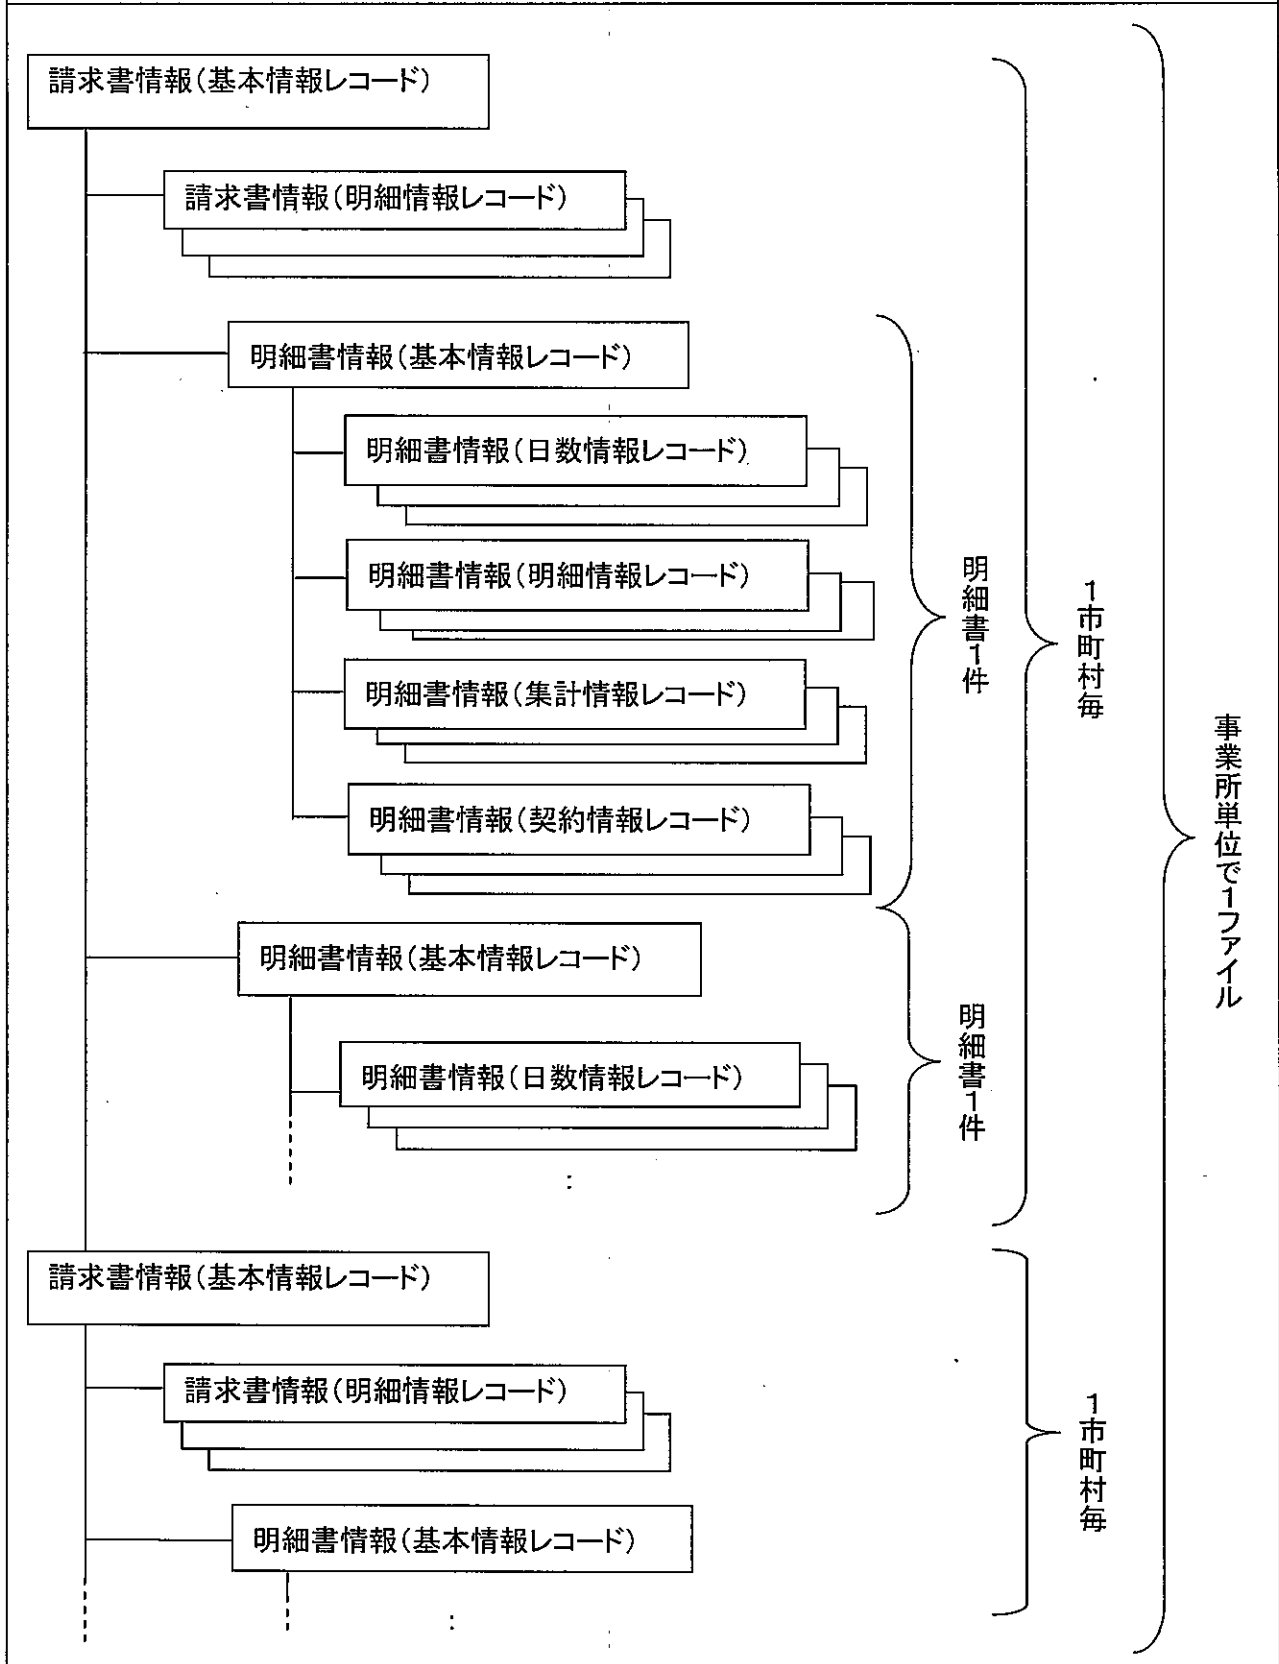 請求書情報(基本情報レコード)
請求書情報(明細情報レコード)
明細書情報(基本情報レコード)
明細書情報(日数情報レコード)
明細書情報(明細情報レコード)
明細書情報(集計情報レコード)
明細書情報(契約情報レコード)
明細書1件
明細書情報(基本情報レコード)
明細書情報(日数情報レコード)
:
明細書1件
1市町村毎
請求書情報(基本情報レコード)
請求書情報(明細情報レコード)
明細書情報(基本情報レコード)
:
1市町村毎
事業所単位で1ファイル